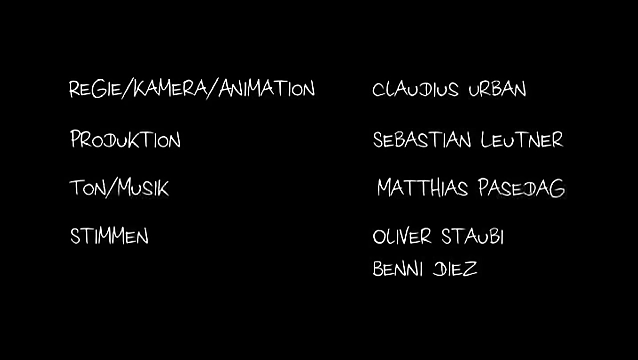 REGIE/KAMERA/ANIMATION CLAUDIUS URBAN
PRODUKTION SEBASTIAN LEUTNER
TON/MUSIK MATTHIAS PASEDAG
STIMMEN OLIVER STAUBI
BENNI DIEZ